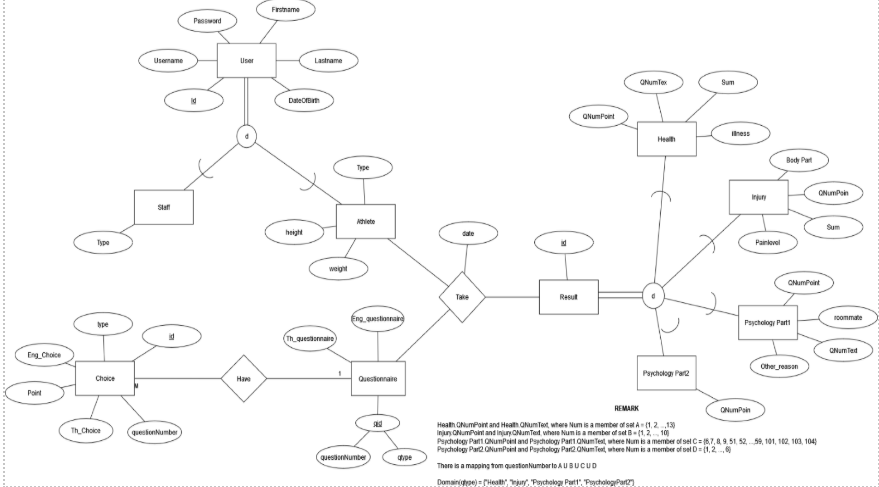 Firstname
Password
Username
User
Lastname
id
DateOfBirth
d
QNumTex
Sum
QNumPoint
Health
illness
Staff
Type
Type
Athlete
height
weight
Body Part
Injury
QNumPoin
Sum
Painlevel
date
id
Take
Result
d
QNumPoint
Psychology Part1
roommate
QNumText
Other_reason
Psychology Part2
QNumPoin
type
id
Eng_Choice
Choice
Point
M
Th_Choice
questionNumber
Have
1
Eng_questionnaire
Th_questionnaire
Questionnaire
qid
questionNumber
qtype
REMARK
Health.QNumPoint and Health.QNumText, where Num is a member of set A = {1, 2, ...,13}
Injury.QNumPoint and Injury.QNumText, where Num is a member of set B = {1, 2, ..., 10}
Psychology Part1.QNumPoint and Psychology Part1.QNumText, where Num is a member of set C = {6,7, 8, 9, 51, 52, ...,59, 101, 102, 103, 104}
Psychology Part2.QNumPoint and Psychology Part2.QNumText, where Num is a member of set D = {1, 2, ..., 6}
There is a mapping from questionNumber to A U B U C U D
Domain(qtype) = {"Health", "Injury", "Psychology Part1", "PsychologyPart2"}